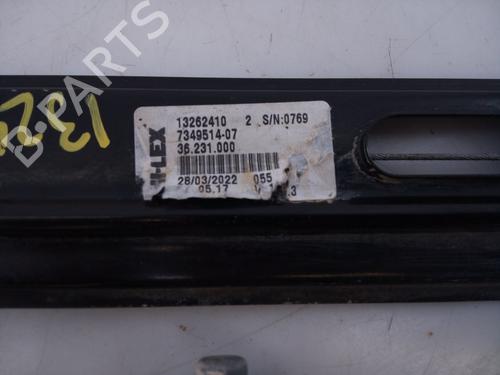 B-PARTS
HI-LEX
13262410 2 S/N:0769
7349514-07
36.231.000
28/03/2022 055
05.17